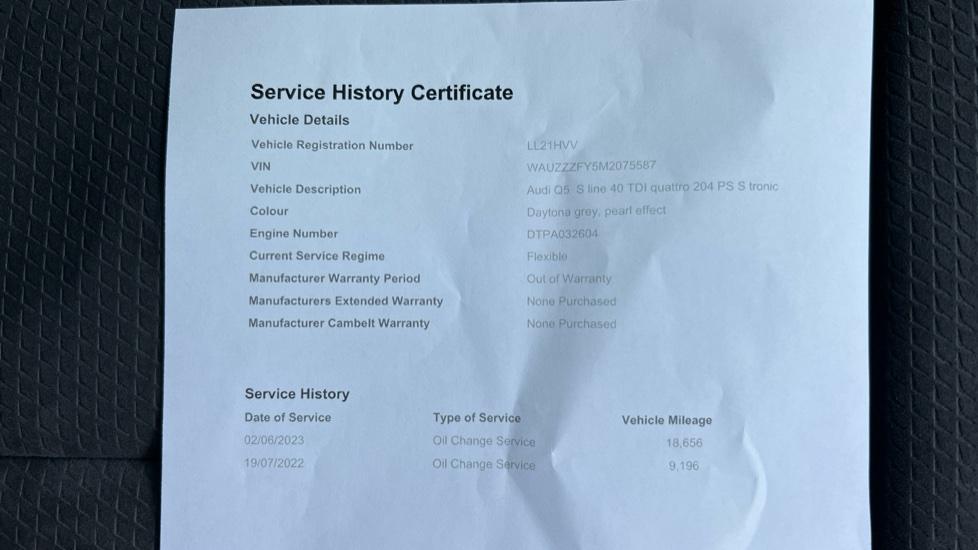 Service History Certificate
Vehicle Details
Vehicle Registration Number LL21HVV
VIN WAUZZZFY5M2075587
Vehicle Description Audi Q5 S line 40 TDI quattro 204 PS S tronic
Colour Daytona grey, pearl effect
Engine Number DTPA032604
Current Service Regime Flexible
Manufacturer Warranty Period Out of Warranty
Manufacturers Extended Warranty None Purchased
Manufacturer Cambelt Warranty None Purchased
Service History
Date of Service Type of Service Vehicle Mileage
02/06/2023 Oil Change Service 18,656
19/07/2022 Oil Change Service 9,196